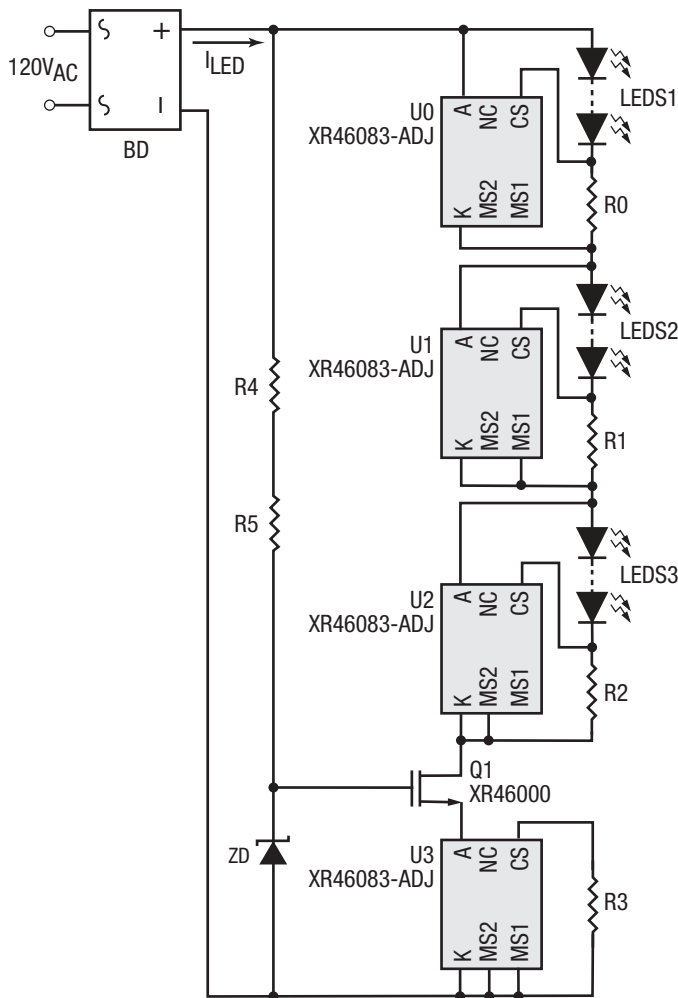 120VAC
+
−
BD
ILED
LEDS1
U0
XR46083-ADJ
A
NC
CS
K
MS2
MS1
R0
LEDS2
U1
XR46083-ADJ
A
NC
CS
K
MS2
MS1
R1
R4
R5
LEDS3
U2
XR46083-ADJ
A
NC
CS
K
MS2
MS1
R2
Q1
XR46000
ZD
U3
XR46083-ADJ
A
NC
CS
K
MS2
MS1
R3